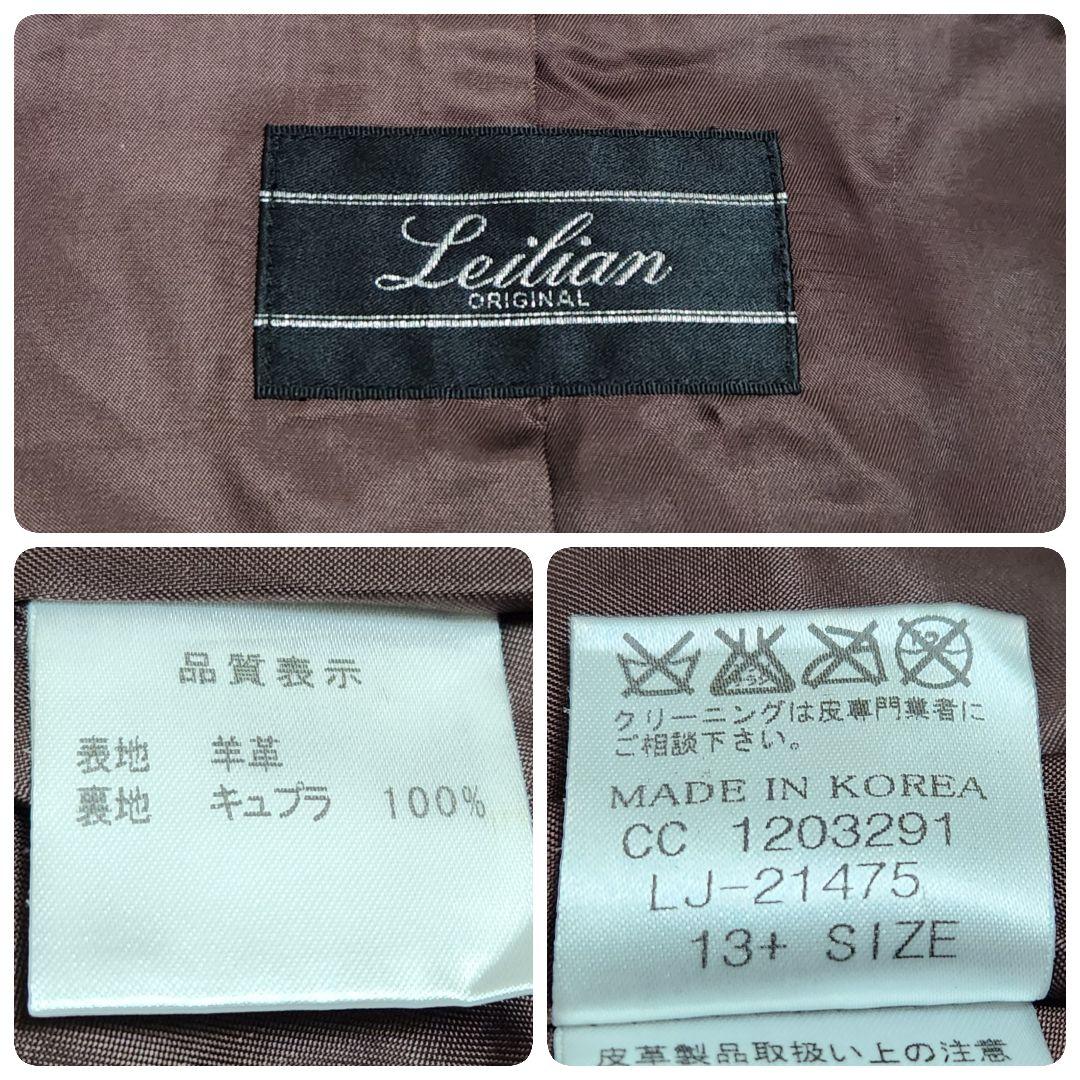 Leilian
ORIGINAL
品質表示
表地 羊革
裏地 キュプラ 100%
クリーニングは皮専門業者に
ご相談下さい。
MADE IN KOREA
CC 1203291
LJ-21475
13+ SIZE
皮革製品取扱い上の注意